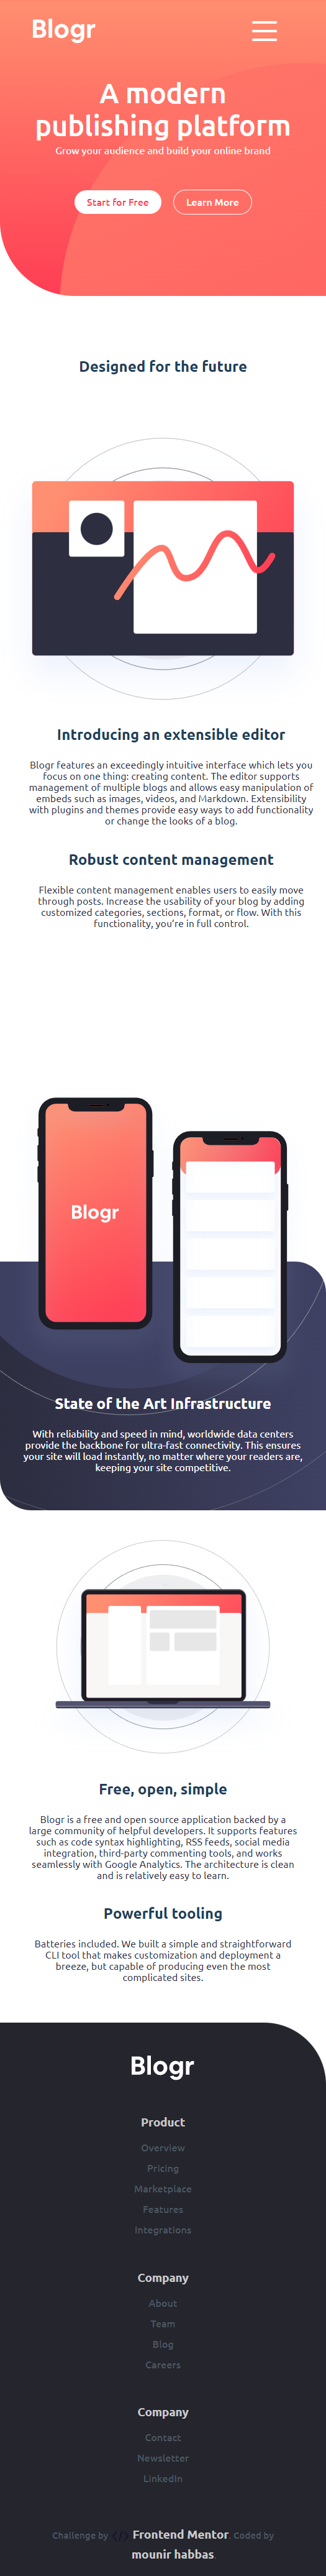 Blogr
A modern
publishing platform
Grow your audience and build your online brand
Start for Free
Learn More
Designed for the future
Introducing an extensible editor
Blogr features an exceedingly intuitive interface which lets you
focus on one thing: creating content. The editor supports
management of multiple blogs and allows easy manipulation of
embeds such as images, videos, and Markdown. Extensibility
with plugins and themes provide easy ways to add functionality
or change the looks of a blog.
Robust content management
Flexible content management enables users to easily move
through posts. Increase the usability of your blog by adding
customized categories, sections, format, or flow. With this
functionality, you're in full control.
Blogr
State of the Art Infrastructure
With reliability and speed in mind, worldwide data centers
provide the backbone for ultra-fast connectivity. This ensures
your site will load instantly, no matter where your readers are,
keeping your site competitive.
Free, open, simple
Blogr is a free and open source application backed by a
large community of helpful developers. It supports features
such as code syntax highlighting, RSS feeds, social media
integration, third-party commenting tools, and works
seamlessly with Google Analytics. The architecture is clean
and is relatively easy to learn.
Powerful tooling
Batteries included. We built a simple and straightforward
CLI tool that makes customization and deployment a
breeze, but capable of producing even the most
complicated sites.
Blogr
Product
Overview
Pricing
Marketplace
Features
Integrations
Company
About
Team
Blog
Careers
Company
Contact
Newsletter
LinkedIn
Challenge by </> Frontend Mentor. Coded by
mounir habbas.